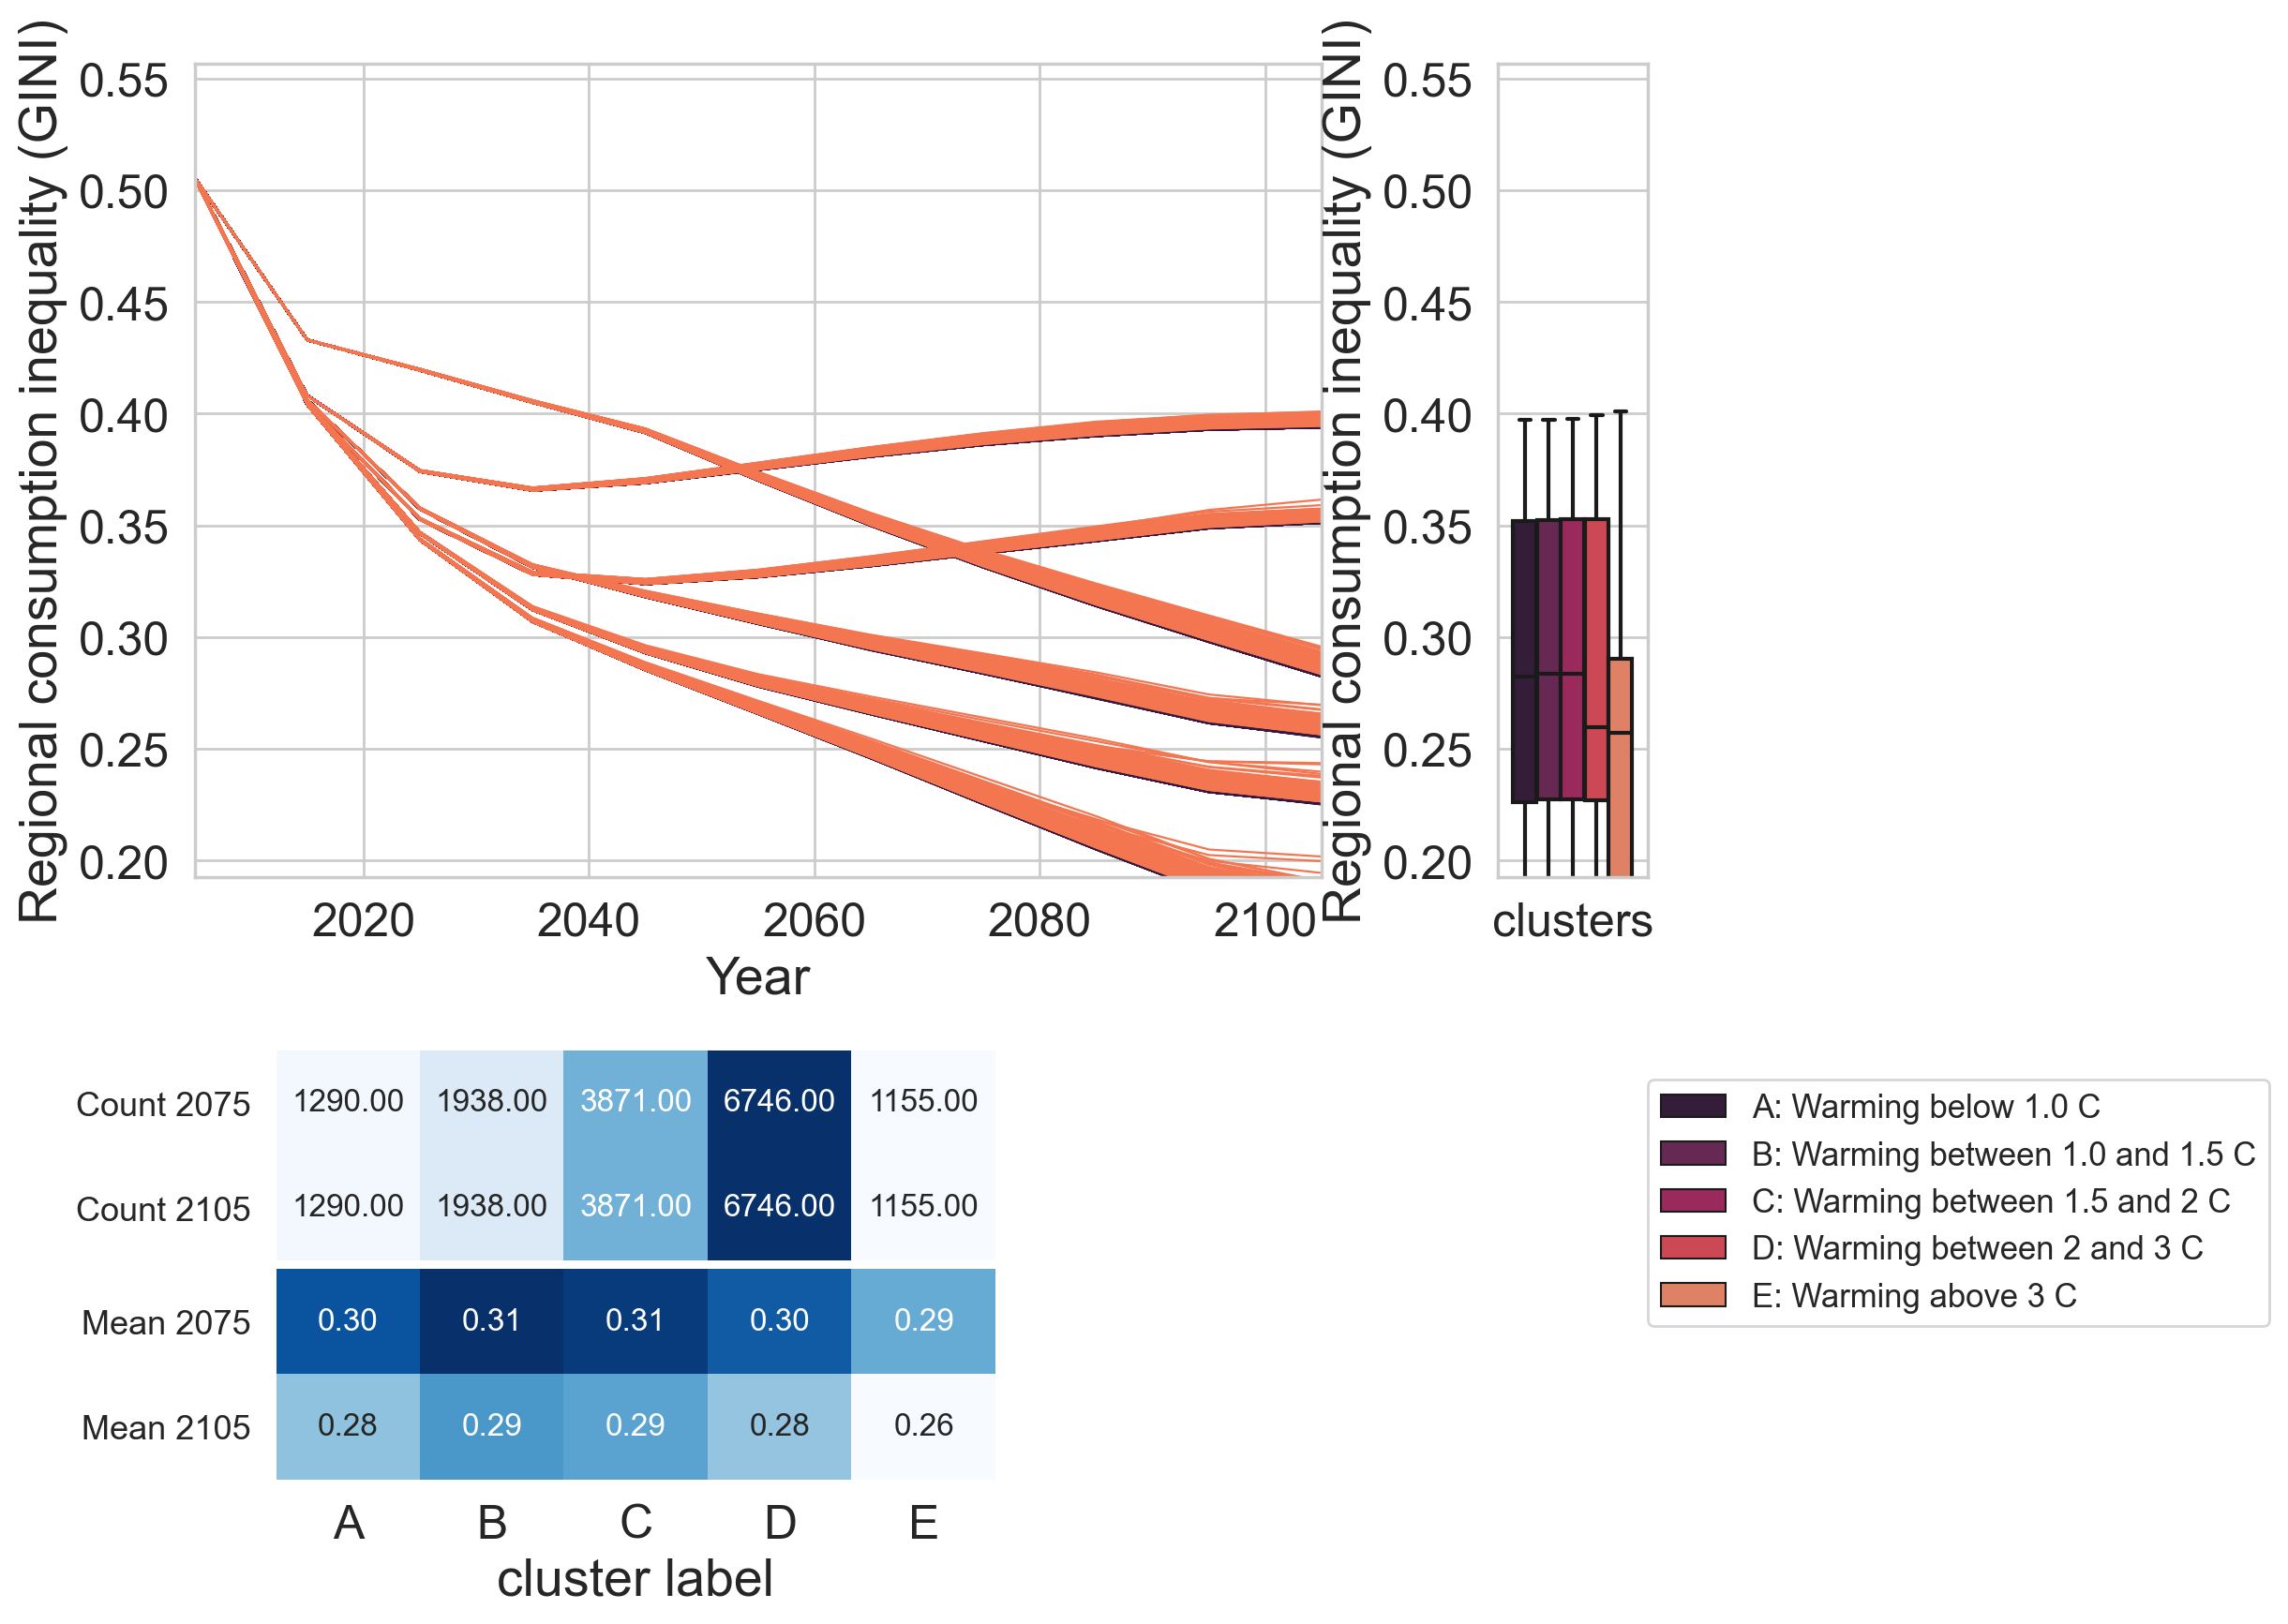 Regional consumption inequality (GINI)
0.55
0.50
0.45
0.40
0.35
0.30
0.25
0.20
2020 2040 2060 2080 2100
Year
Regional consumption inequality (GINI)
0.55
0.50
0.45
0.40
0.35
0.30
0.25
0.20
clusters
Count 2075 1290.00 1938.00 3871.00 6746.00 1155.00
Count 2105 1290.00 1938.00 3871.00 6746.00 1155.00
Mean 2075 0.30 0.31 0.31 0.30 0.29
Mean 2105 0.28 0.29 0.29 0.28 0.26
A B C D E
cluster label
A: Warming below 1.0 C
B: Warming between 1.0 and 1.5 C
C: Warming between 1.5 and 2 C
D: Warming between 2 and 3 C
E: Warming above 3 C